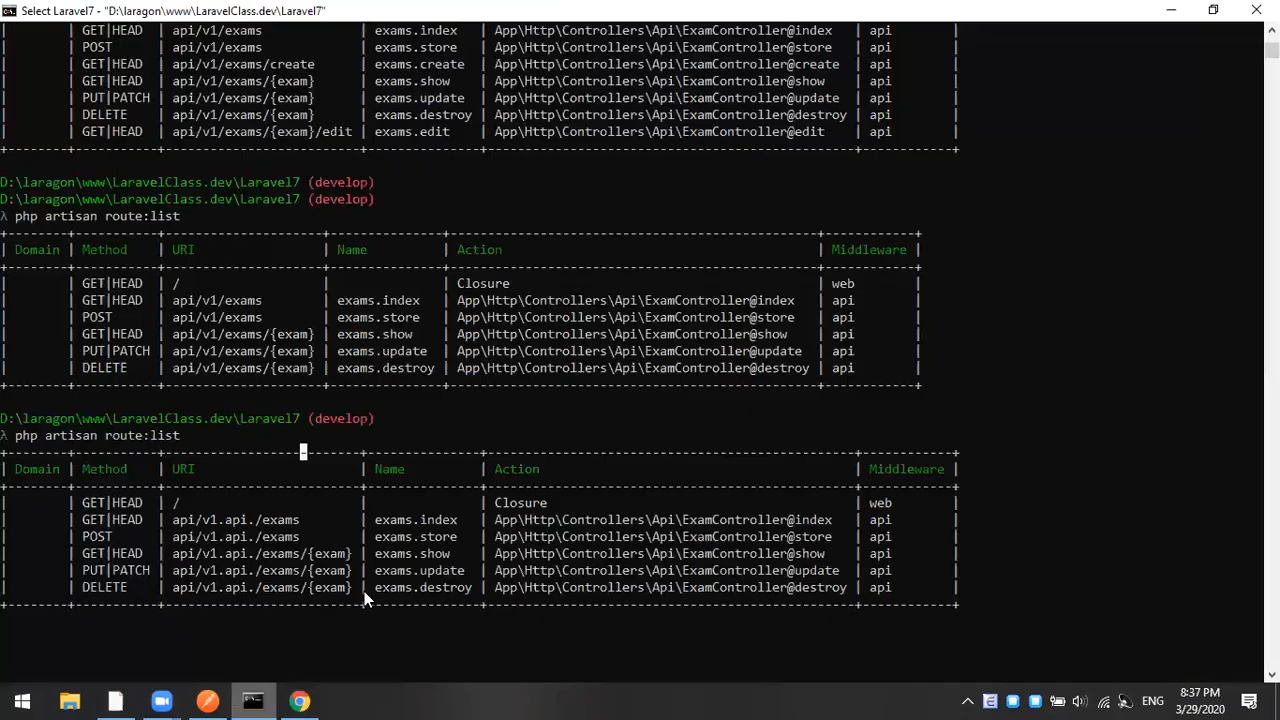 Select Laravel7 - "D:\laragon\www\LaravelClass.dev\Laravel7"
| | GET|HEAD | api/v1/exams | exams.index | App\Http\Controllers\Api\ExamController@index | api |
| | POST | api/v1/exams | exams.store | App\Http\Controllers\Api\ExamController@store | api |
| | GET|HEAD | api/v1/exams/create | exams.create | App\Http\Controllers\Api\ExamController@create | api |
| | GET|HEAD | api/v1/exams/{exam} | exams.show | App\Http\Controllers\Api\ExamController@show | api |
| | PUT|PATCH | api/v1/exams/{exam} | exams.update | App\Http\Controllers\Api\ExamController@update | api |
| | DELETE | api/v1/exams/{exam} | exams.destroy | App\Http\Controllers\Api\ExamController@destroy | api |
| | GET|HEAD | api/v1/exams/{exam}/edit | exams.edit | App\Http\Controllers\Api\ExamController@edit | api |
D:\laragon\www\LaravelClass.dev\Laravel7 (develop)
D:\laragon\www\LaravelClass.dev\Laravel7 (develop)
λ php artisan route:list
| Domain | Method | URI | Name | Action | Middleware |
| | GET|HEAD | / | | Closure | web |
| | GET|HEAD | api/v1/exams | exams.index | App\Http\Controllers\Api\ExamController@index | api |
| | POST | api/v1/exams | exams.store | App\Http\Controllers\Api\ExamController@store | api |
| | GET|HEAD | api/v1/exams/{exam} | exams.show | App\Http\Controllers\Api\ExamController@show | api |
| | PUT|PATCH | api/v1/exams/{exam} | exams.update | App\Http\Controllers\Api\ExamController@update | api |
| | DELETE | api/v1/exams/{exam} | exams.destroy | App\Http\Controllers\Api\ExamController@destroy | api |
D:\laragon\www\LaravelClass.dev\Laravel7 (develop)
λ php artisan route:list
| Domain | Method | URI | Name | Action | Middleware |
| | GET|HEAD | / | | Closure | web |
| | GET|HEAD | api/v1.api./exams | exams.index | App\Http\Controllers\Api\ExamController@index | api |
| | POST | api/v1.api./exams | exams.store | App\Http\Controllers\Api\ExamController@store | api |
| | GET|HEAD | api/v1.api./exams/{exam} | exams.show | App\Http\Controllers\Api\ExamController@show | api |
| | PUT|PATCH | api/v1.api./exams/{exam} | exams.update | App\Http\Controllers\Api\ExamController@update | api |
| | DELETE | api/v1.api./exams/{exam} | exams.destroy | App\Http\Controllers\Api\ExamController@destroy | api |
ENG
8:37 PM
3/29/2020